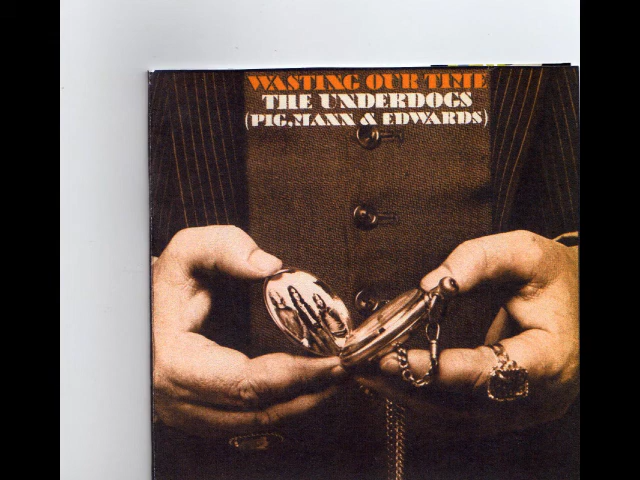 WASTING OUR TIME
THE UNDERDOGS
(PIG,MANN & EDWARDS)